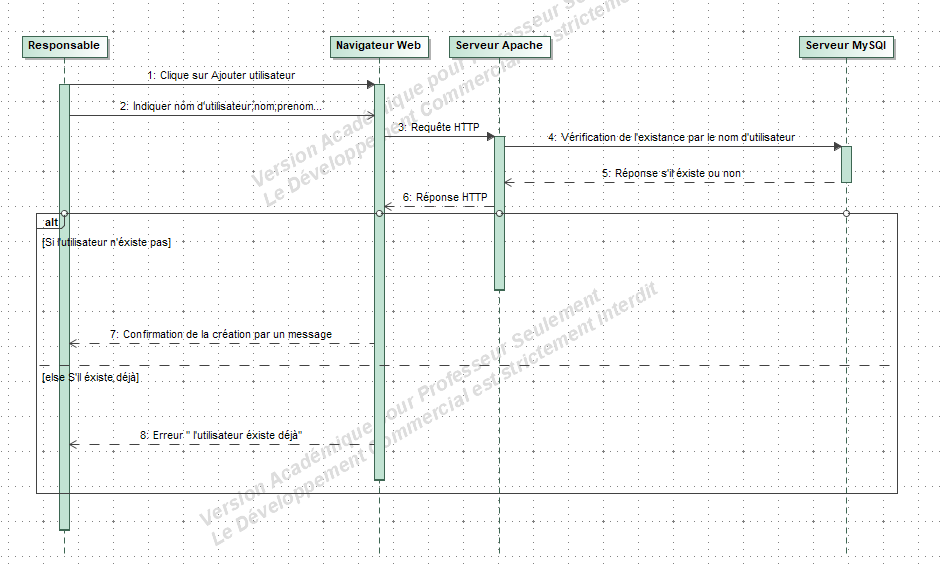 Responsable
Navigateur Web
Serveur Apache
Serveur MySQl
1: Clique sur Ajouter utilisateur
2: Indiquer nom d'utilisateur;nom;prenom...
3: Requête HTTP
4: Vérification de l'existance par le nom d'utilisateur
5: Réponse s'il éxiste ou non
6: Réponse HTTP
alt
[Si l'utilisateur n'éxiste pas]
7: Confirmation de la création par un message
[else S'il éxiste déjà]
8: Erreur " l'utilisateur éxiste déjà"
Version Académique pour Professeur Seulement
Le Développement Commercial est strictement interdit